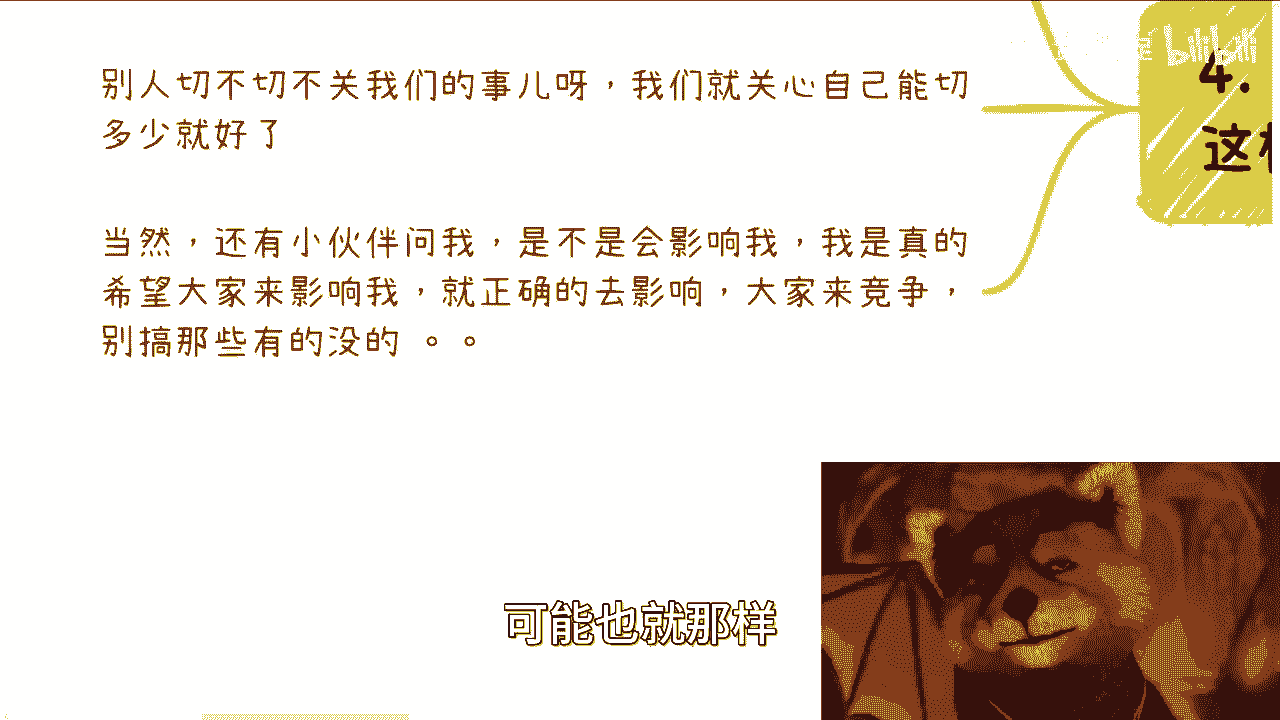 别人切不切不关我们的事儿呀，我们就关心自己能切
多少就好了
当然，还有小伙伴问我，是不是会影响我，我是真的
希望大家来影响我，就正确的去影响，大家来竞争，
别搞那些有的没的 。。
bilibili
4.
这
可能也就那样